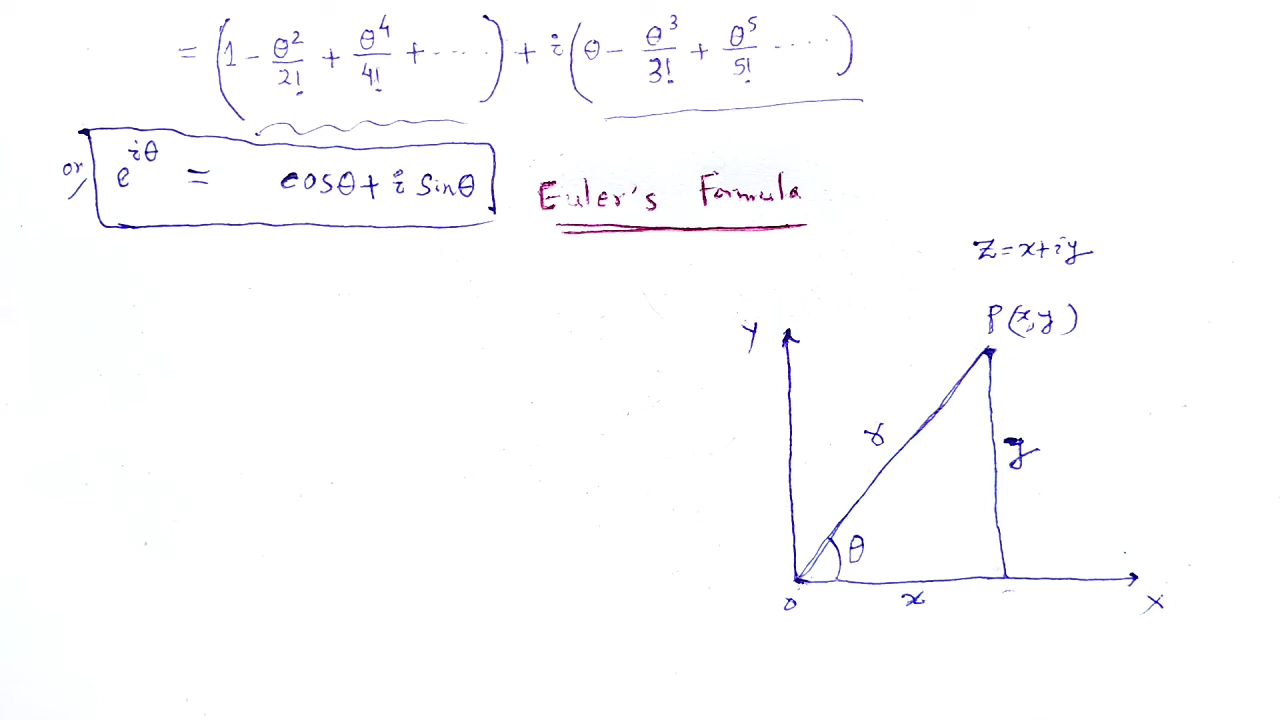 = (1 - θ²/2! + θ⁴/4! + ....) + i(θ - θ³/3! + θ⁵/5! ....)
or, e^{iθ} = cosθ + i sinθ
Euler's Formula
z = x+iy
P(x,y)
Y
r
y
θ
O
x
X